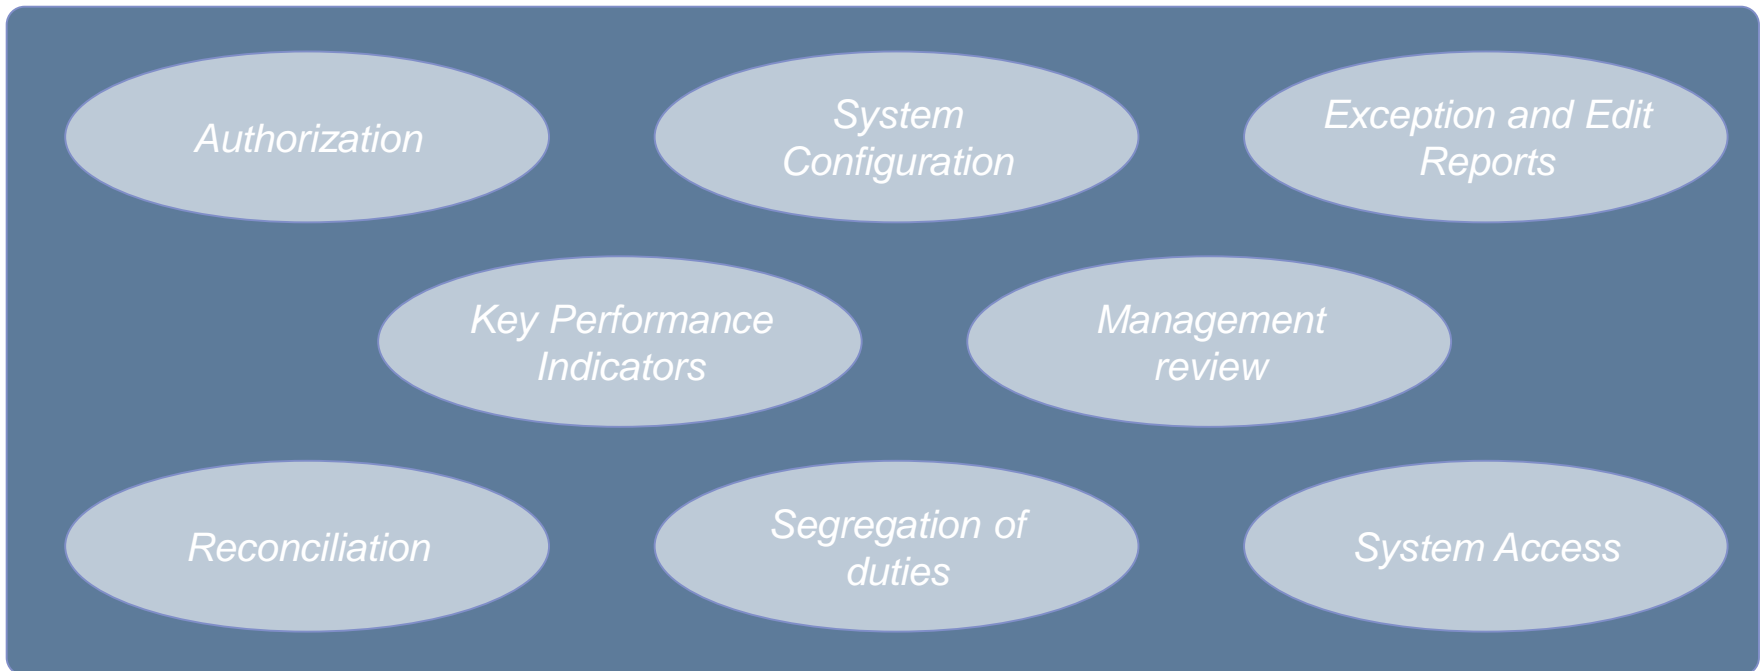 Authorization
System
Configuration
Exception and Edit
Reports
Key Performance
Indicators
Management
review
Reconciliation
Segregation of
duties
System Access